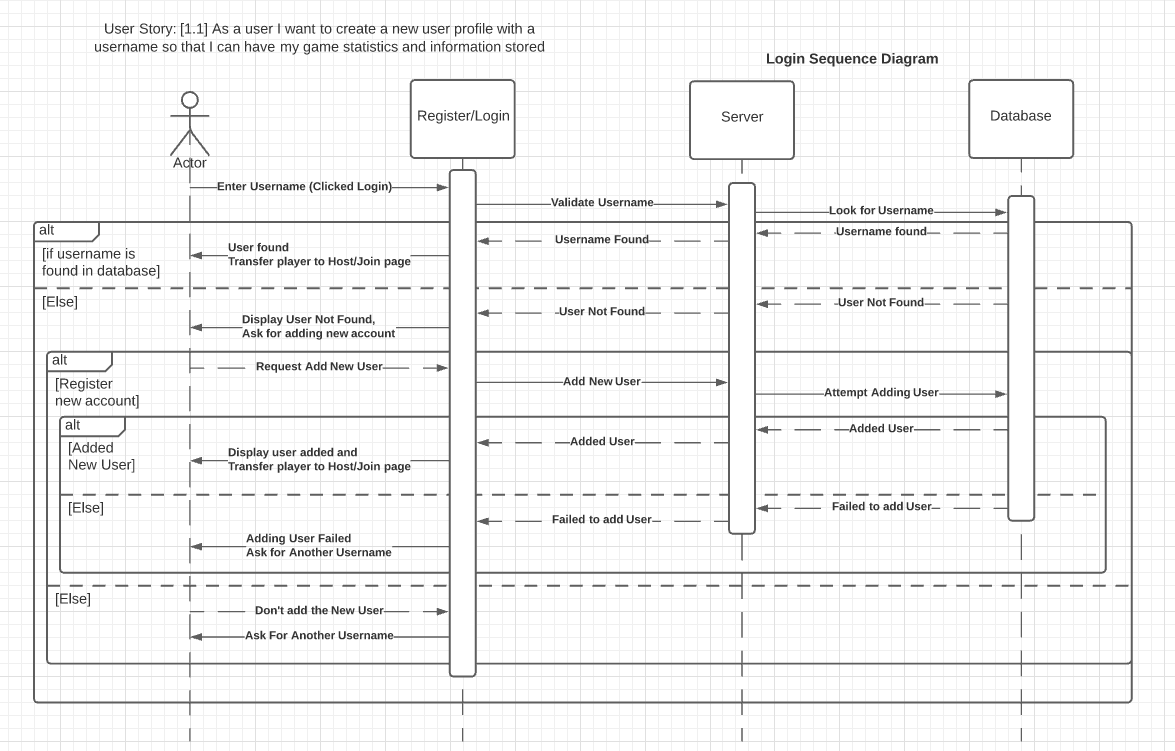 User Story: [1.1] As a user I want to create a new user profile with a
username so that I can have my game statistics and information stored
Login Sequence Diagram
Register/Login
Server
Database
Actor
Enter Username (Clicked Login)
Validate Username
Look for Username
alt
[if username is
found in database]
Username found
Username Found
User found
Transfer player to Host/Join page
[Else]
User Not Found
User Not Found
Display User Not Found,
Ask for adding new account
alt
[Register
new account]
Request Add New User
Add New User
Attempt Adding User
alt
[Added
New User]
Added User
Added User
Display user added and
Transfer player to Host/Join page
[Else]
Failed to add User
Failed to add User
Adding User Failed
Ask for Another Username
[Else]
Don't add the New User
Ask For Another Username